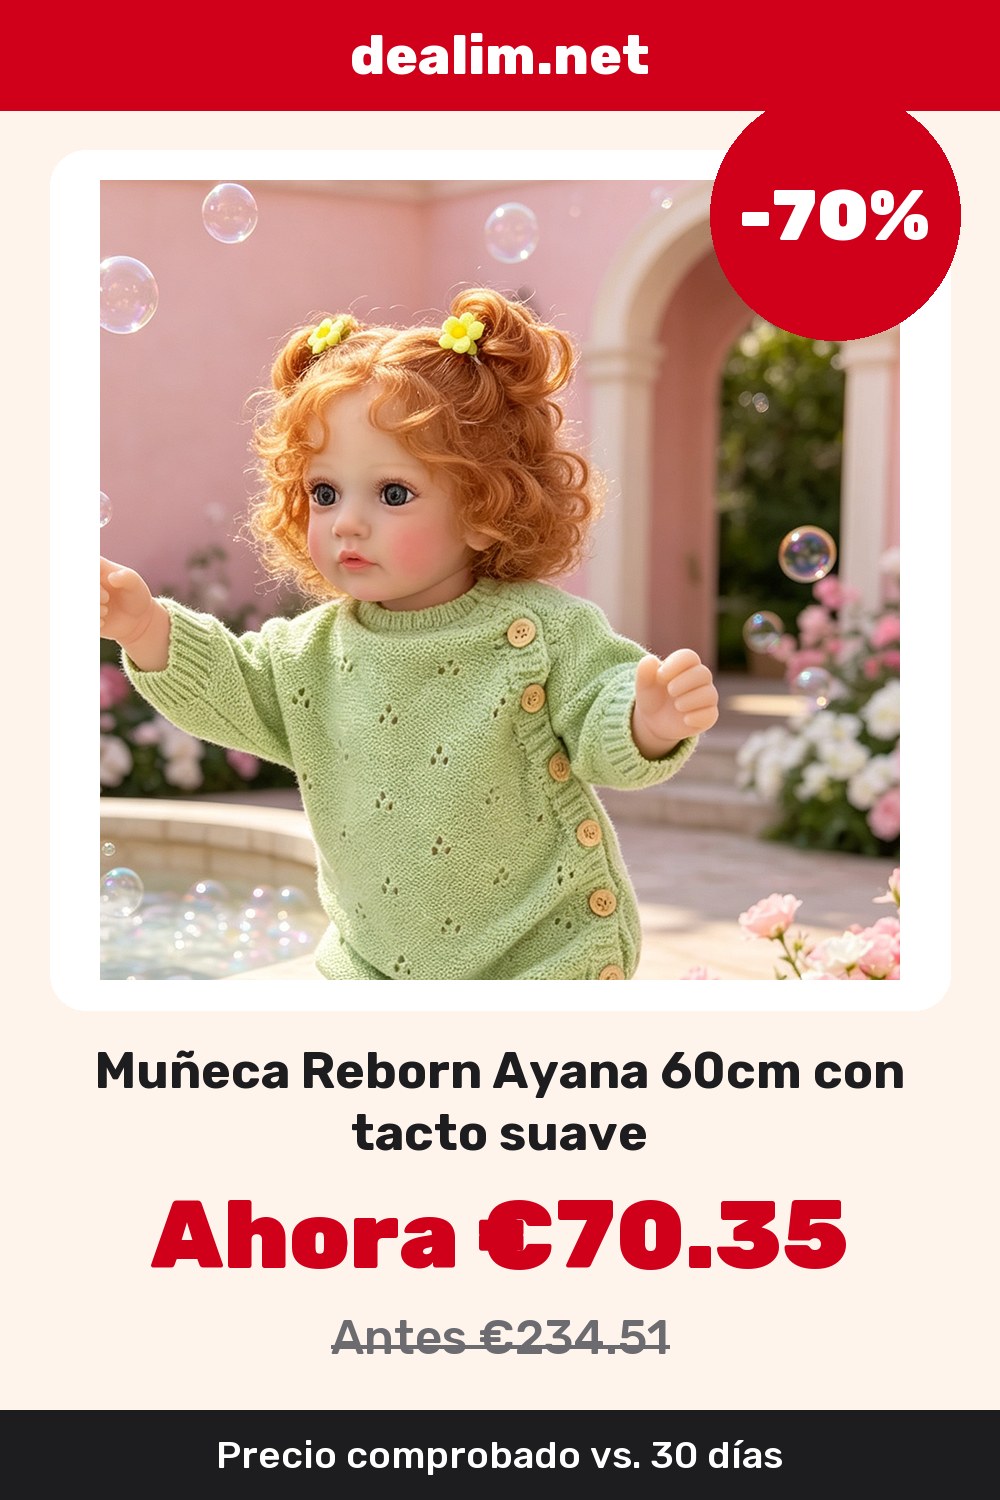 dealim.net
-70%
Muñeca Reborn Ayana 60cm con
tacto suave
Ahora €70.35
Antes €234.51
Precio comprobado vs. 30 días